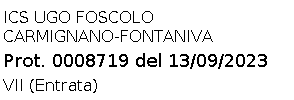 ICS UGO FOSCOLO
CARMIGNANO-FONTANIVA
Prot. 0008719 del 13/09/2023
VII (Entrata)